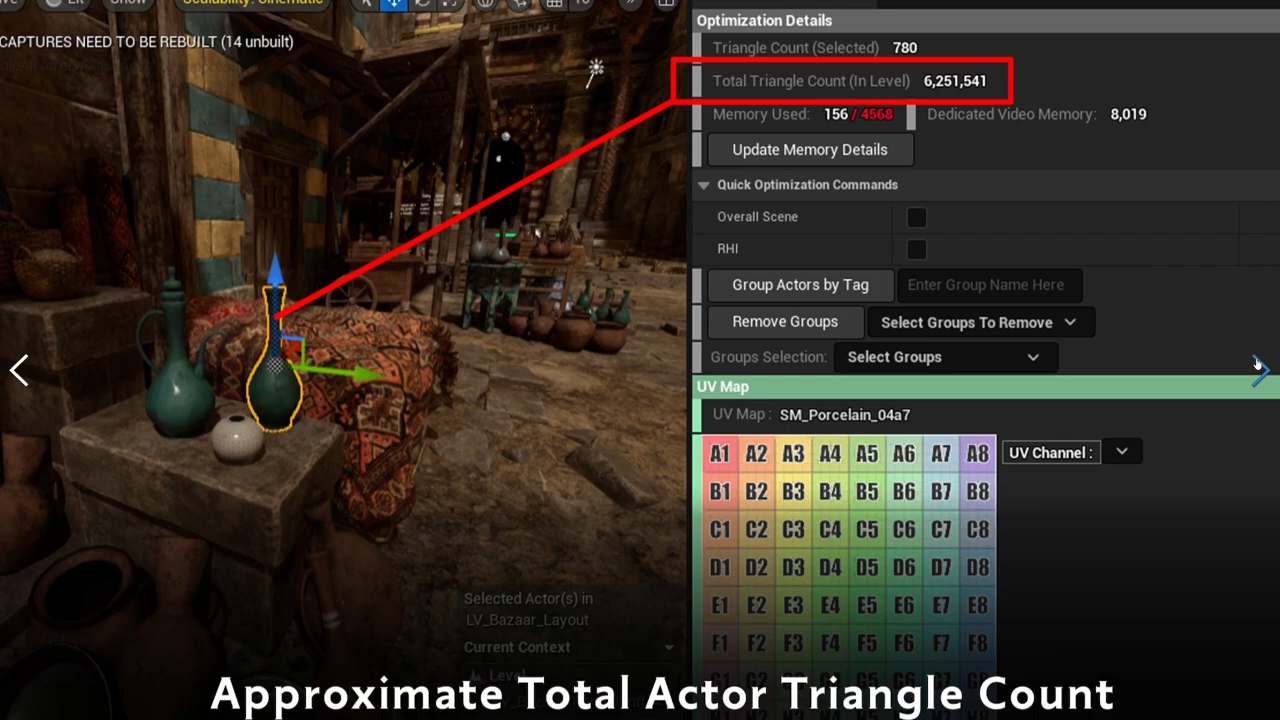 Lit
Show
Scalability: Cinematic
10
CAPTURES NEED TO BE REBUILT (14 unbuilt)
Optimization Details
Triangle Count (Selected) 780
Total Triangle Count (In Level) 6,251,541
Memory Used: 156 / 4568 Dedicated Video Memory: 8,019
Update Memory Details
Quick Optimization Commands
Overall Scene
RHI
Group Actors by Tag Enter Group Name Here
Remove Groups Select Groups To Remove
Groups Selection: Select Groups
UV Map
UV Map : SM_Porcelain_04a7
A1 A2 A3 A4 A5 A6 A7 A8 UV Channel :
B1 B2 B3 B4 B5 B6 B7 B8
C1 C2 C3 C4 C5 C6 C7 C8
D1 D2 D3 D4 D5 D6 D7 D8
E1 E2 E3 E4 E5 E6 E7 E8
F1 F2 F3 F4 F5 F6 F7 F8
Selected Actor(s) in
LV_Bazaar_Layout
Current Context
Level
Approximate Total Actor Triangle Count